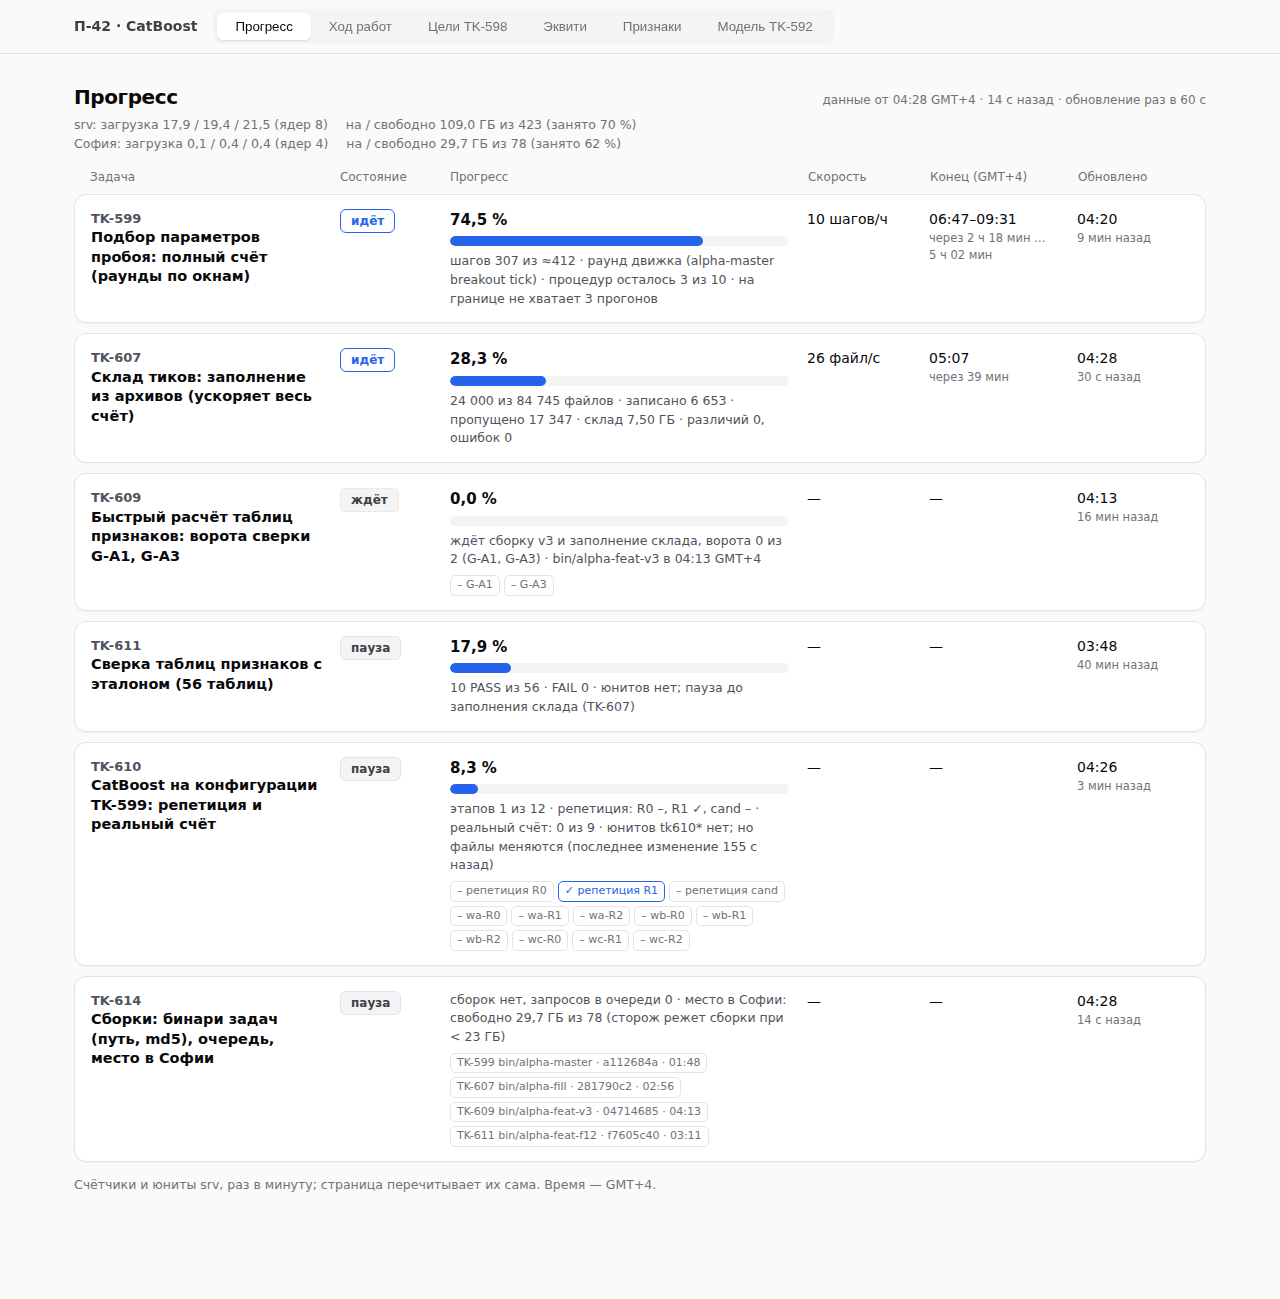 П-42 · CatBoost
Прогресс
Ход работ
Цели TK-598
Эквити
Признаки
Модель TK-592
Прогресс
данные от 04:28 GMT+4 · 14 с назад · обновление раз в 60 с
srv: загрузка 17,9 / 19,4 / 21,5 (ядер 8) на / свободно 109,0 ГБ из 423 (занято 70 %)
София: загрузка 0,1 / 0,4 / 0,4 (ядер 4) на / свободно 29,7 ГБ из 78 (занято 62 %)
Задача Состояние Прогресс Скорость Конец (GMT+4) Обновлено
TK-599
Подбор параметров
пробоя: полный счёт
(раунды по окнам)
идёт
74,5 %
шагов 307 из ≈412 · раунд движка (alpha-master
breakout tick) · процедур осталось 3 из 10 · на
границе не хватает 3 прогонов
10 шагов/ч
06:47–09:31
через 2 ч 18 мин …
5 ч 02 мин
04:20
9 мин назад
TK-607
Склад тиков: заполнение
из архивов (ускоряет весь
счёт)
идёт
28,3 %
24 000 из 84 745 файлов · записано 6 653 ·
пропущено 17 347 · склад 7,50 ГБ · различий 0,
ошибок 0
26 файл/с
05:07
через 39 мин
04:28
30 с назад
TK-609
Быстрый расчёт таблиц
признаков: ворота сверки
G-A1, G-A3
ждёт
0,0 %
ждёт сборку v3 и заполнение склада, ворота 0 из
2 (G-A1, G-A3) · bin/alpha-feat-v3 в 04:13 GMT+4
– G-A1 – G-A3
—
—
04:13
16 мин назад
TK-611
Сверка таблиц признаков с
эталоном (56 таблиц)
пауза
17,9 %
10 PASS из 56 · FAIL 0 · юнитов нет; пауза до
заполнения склада (TK-607)
—
—
03:48
40 мин назад
TK-610
CatBoost на конфигурации
TK-599: репетиция и
реальный счёт
пауза
8,3 %
этапов 1 из 12 · репетиция: R0 –, R1 ✓, cand – ·
реальный счёт: 0 из 9 · юнитов tk610* нет; но
файлы меняются (последнее изменение 155 с
назад)
– репетиция R0 ✓ репетиция R1 – репетиция cand
– wa-R0 – wa-R1 – wa-R2 – wb-R0 – wb-R1
– wb-R2 – wc-R0 – wc-R1 – wc-R2
—
—
04:26
3 мин назад
TK-614
Сборки: бинари задач
(путь, md5), очередь,
место в Софии
пауза
сборок нет, запросов в очереди 0 · место в Софии:
свободно 29,7 ГБ из 78 (сторож режет сборки при
< 23 ГБ)
TK-599 bin/alpha-master · a112684a · 01:48
TK-607 bin/alpha-fill · 281790c2 · 02:56
TK-609 bin/alpha-feat-v3 · 04714685 · 04:13
TK-611 bin/alpha-feat-f12 · f7605c40 · 03:11
—
—
04:28
14 с назад
Счётчики и юниты srv, раз в минуту; страница перечитывает их сама. Время — GMT+4.